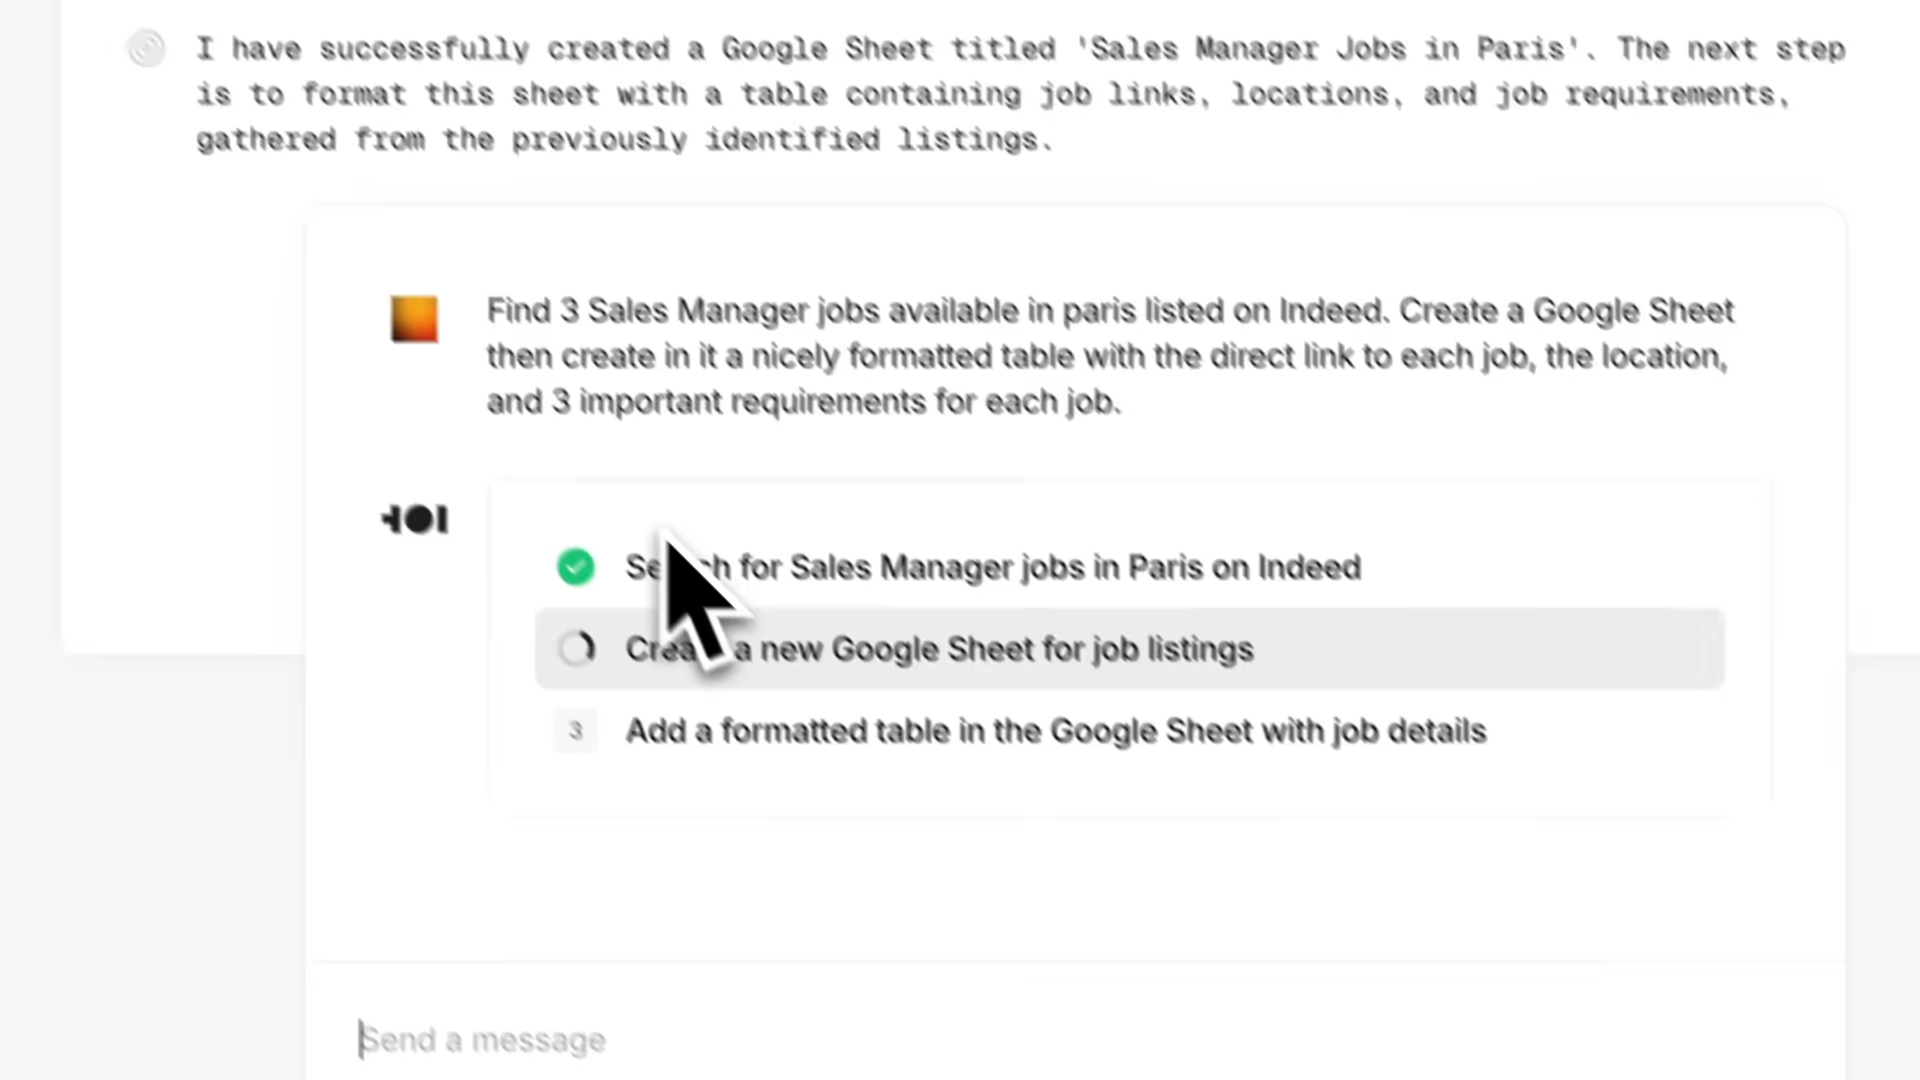 I have successfully created a Google Sheet titled 'Sales Manager Jobs in Paris'. The next step
is to format this sheet with a table containing job links, locations, and job requirements,
gathered from the previously identified listings.
Find 3 Sales Manager jobs available in paris listed on Indeed. Create a Google Sheet
then create in it a nicely formatted table with the direct link to each job, the location,
and 3 important requirements for each job.
Search for Sales Manager jobs in Paris on Indeed
Create a new Google Sheet for job listings
3 Add a formatted table in the Google Sheet with job details
Send a message